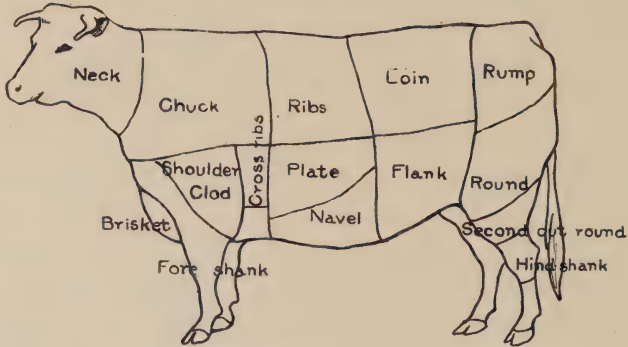 Neck
Chuck
Cross ribs
Ribs
Loin
Rump
Shoulder
Clod
Plate
Flank
Round
Brisket
Navel
Second cut round
Fore shank
Hind shank